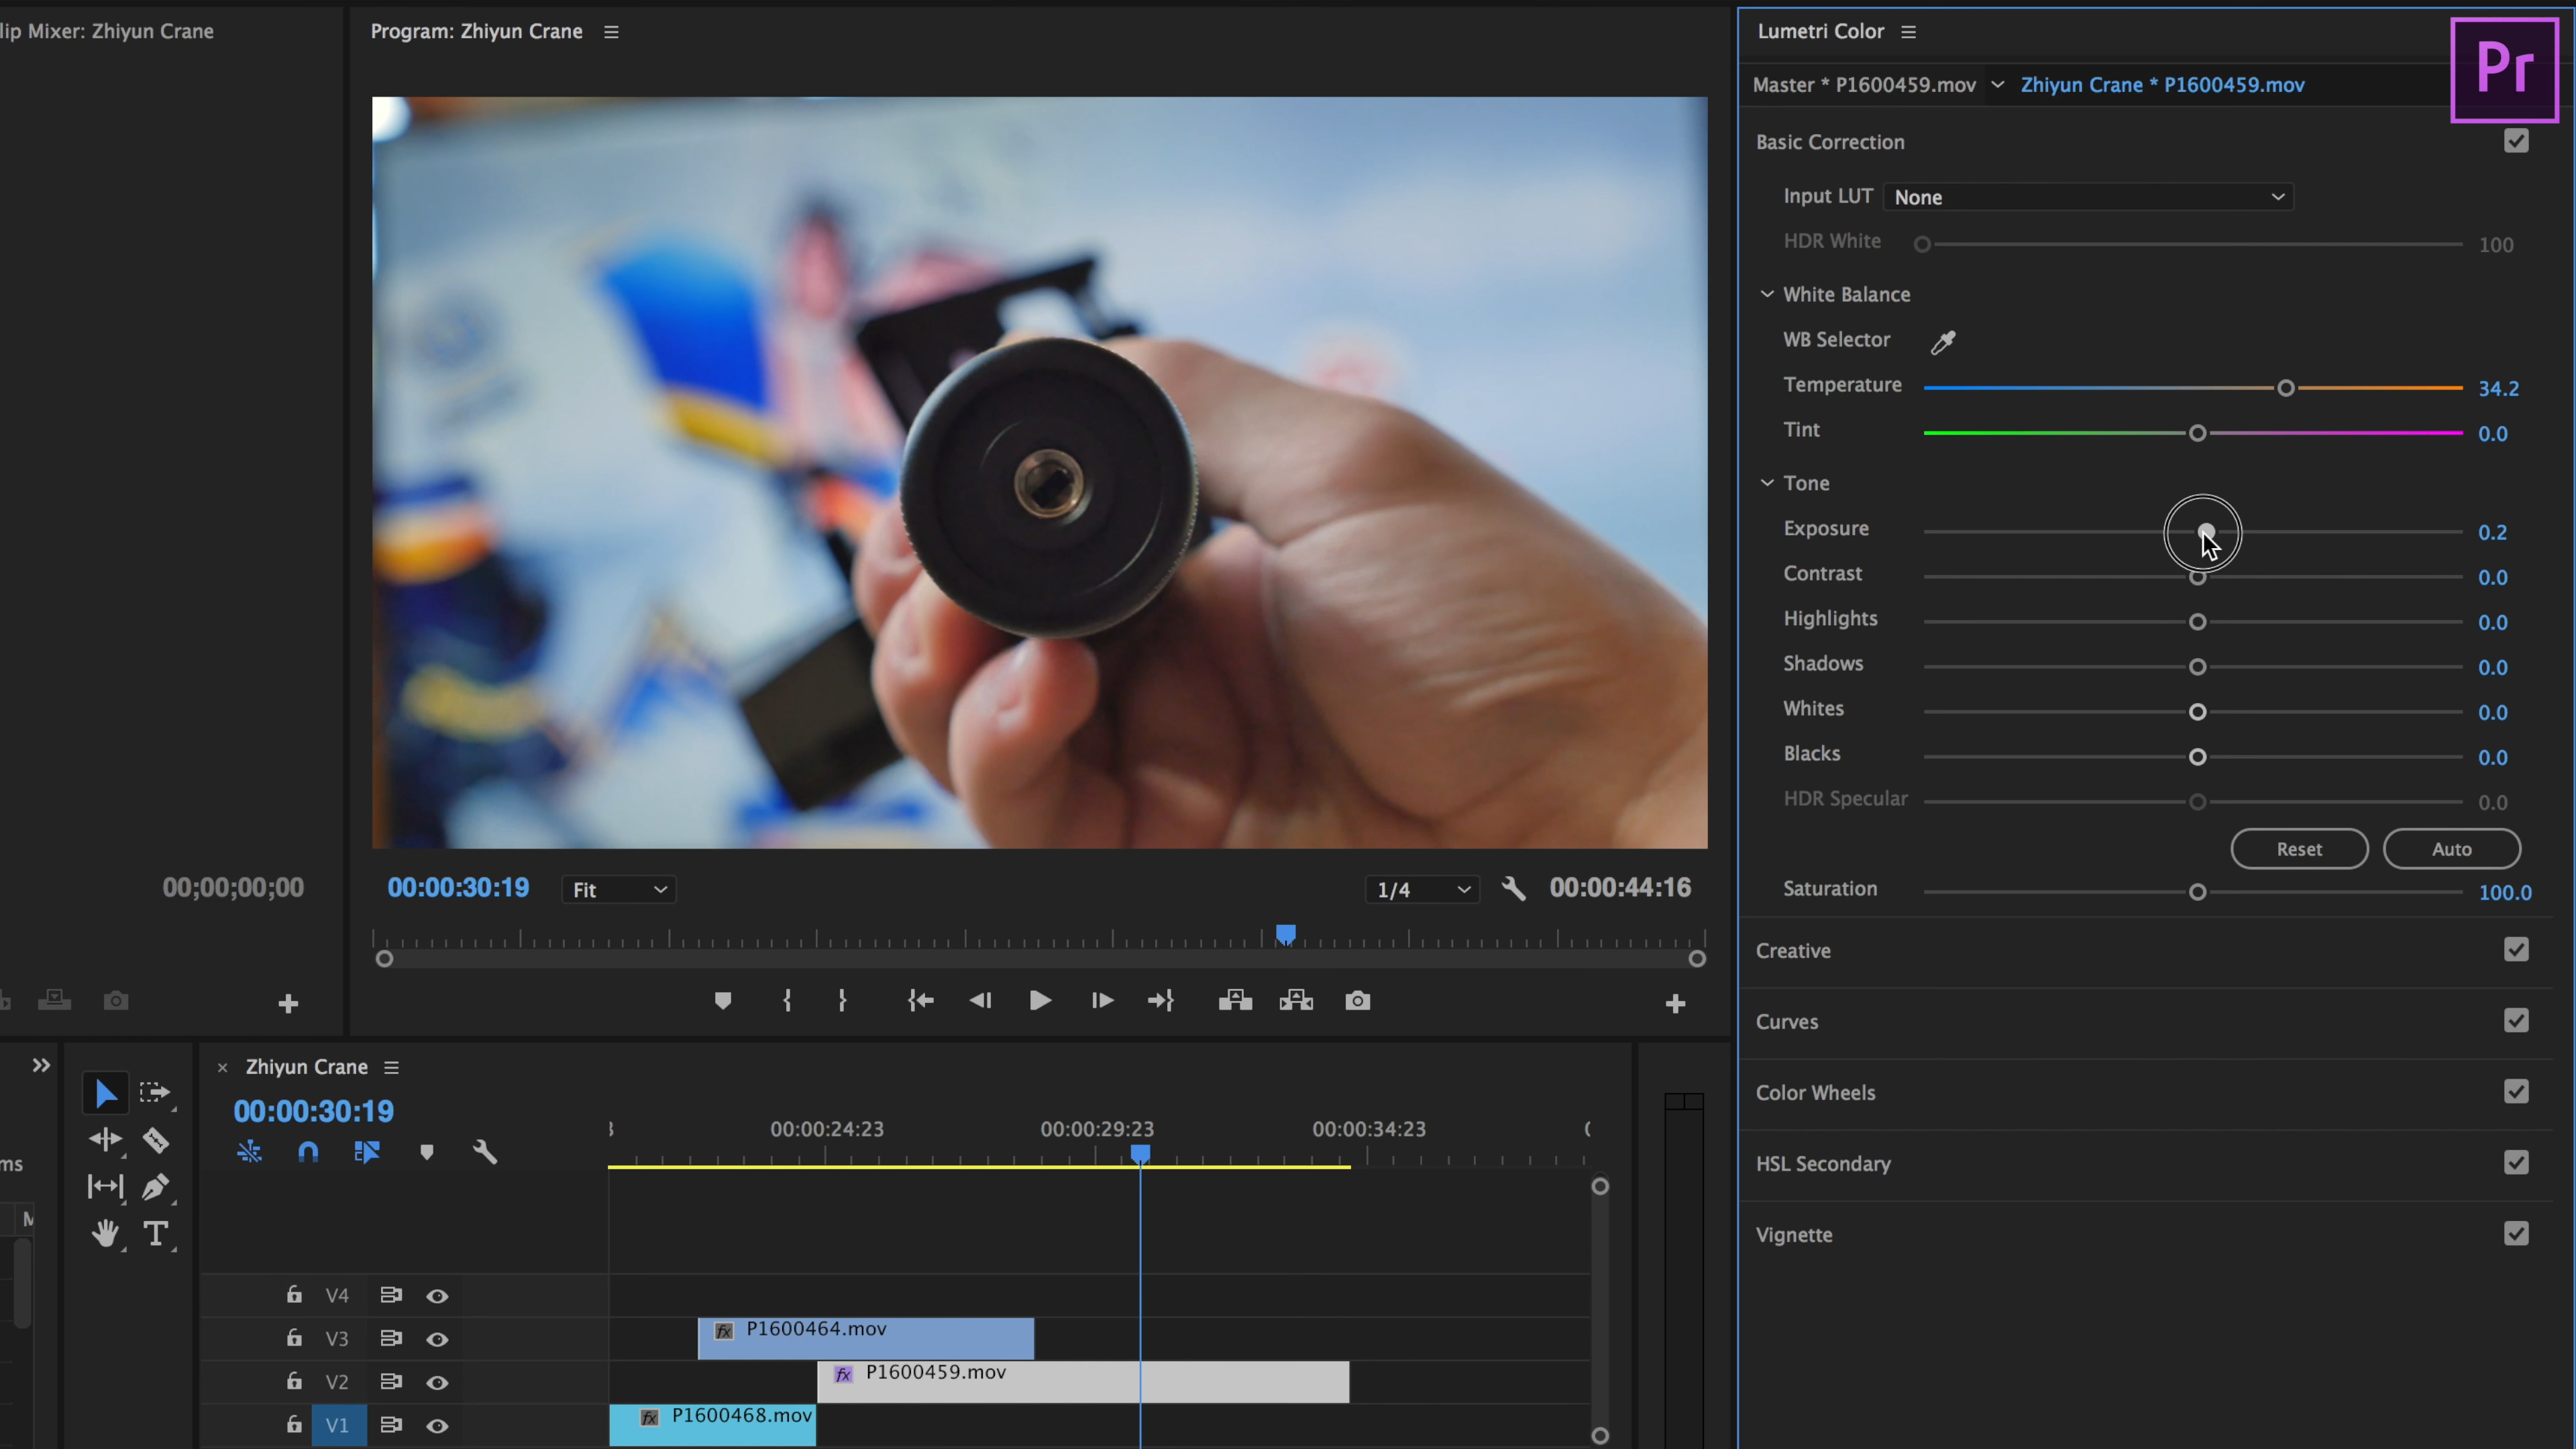 lip Mixer: Zhiyun Crane
00;00;00;00
Program: Zhiyun Crane
00:00:30:19
Fit
1/4
00:00:44:16
Lumetri Color
Pr
Master * P1600459.mov
Zhiyun Crane * P1600459.mov
Basic Correction
Input LUT None
HDR White 100
White Balance
WB Selector
Temperature 34.2
Tint 0.0
Tone
Exposure 0.2
Contrast 0.0
Highlights 0.0
Shadows 0.0
Whites 0.0
Blacks 0.0
HDR Specular 0.0
Reset Auto
Saturation 100.0
Creative
Curves
Color Wheels
HSL Secondary
Vignette
ms
M
T
× Zhiyun Crane
00:00:30:19
00:00:24:23 00:00:29:23 00:00:34:23
V4
V3 fx P1600464.mov
V2 fx P1600459.mov
V1 fx P1600468.mov